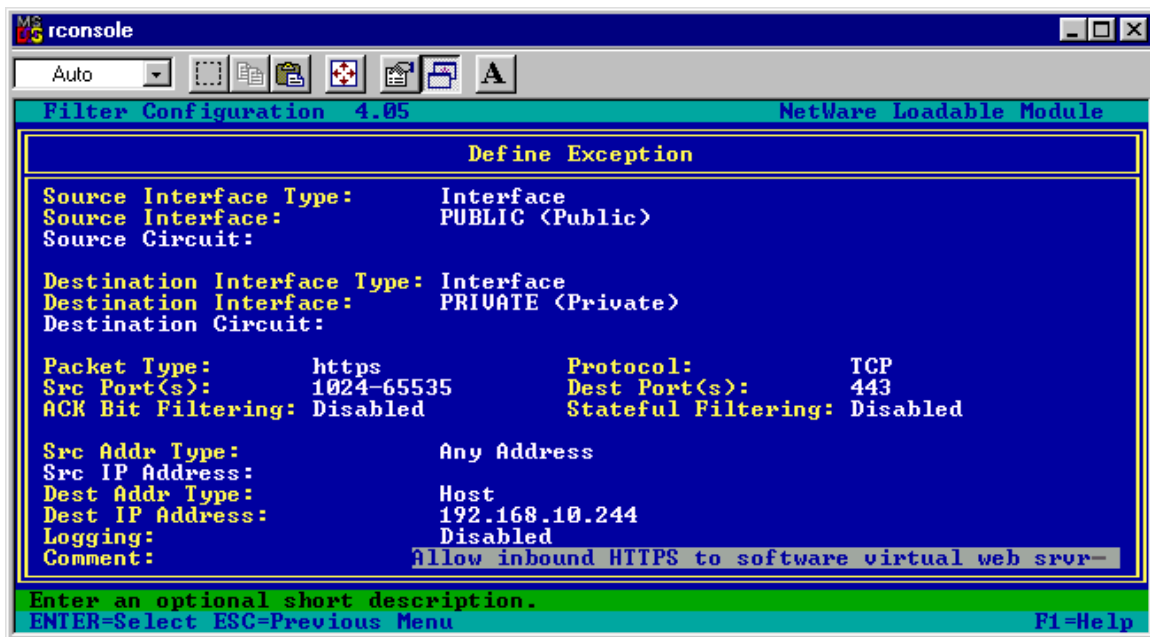 rconsole
Auto
A
Filter Configuration 4.05 NetWare Loadable Module
Define Exception
Source Interface Type: Interface
Source Interface: PUBLIC (Public)
Source Circuit:
Destination Interface Type: Interface
Destination Interface: PRIVATE (Private)
Destination Circuit:
Packet Type: https Protocol: TCP
Src Port(s): 1024-65535 Dest Port(s): 443
ACK Bit Filtering: Disabled Stateful Filtering: Disabled
Src Addr Type: Any Address
Src IP Address:
Dest Addr Type: Host
Dest IP Address: 192.168.10.244
Logging: Disabled
Comment: Allow inbound HTTPS to software virtual web srvr
Enter an optional short description.
ENTER=Select ESC=Previous Menu F1=Help